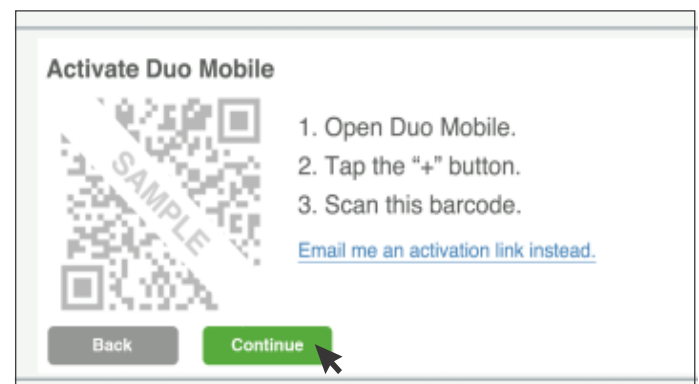 Activate Duo Mobile
SAMPLE
1. Open Duo Mobile.
2. Tap the “+” button.
3. Scan this barcode.
Email me an activation link instead.
Back
Continue